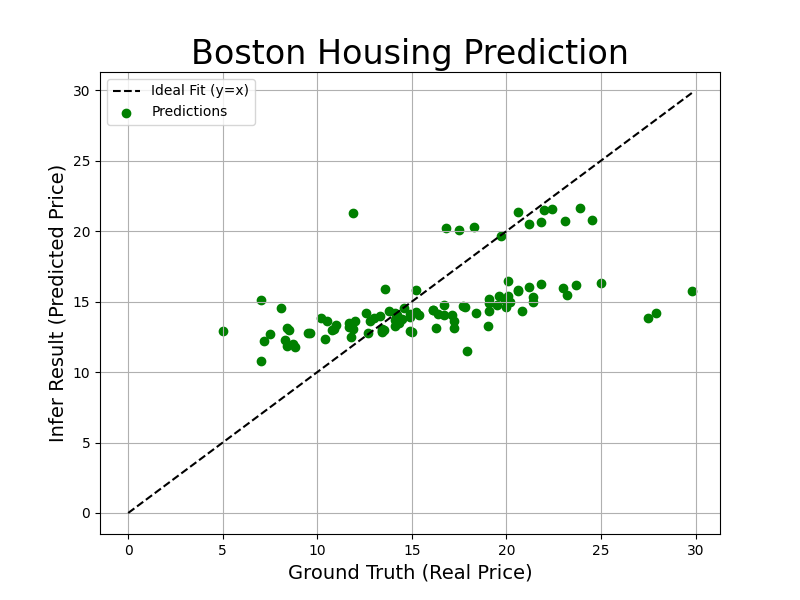 Boston Housing Prediction
Ideal Fit (y=x)
Predictions
30
25
20
15
10
5
0
Infer Result (Predicted Price)
0 5 10 15 20 25 30
Ground Truth (Real Price)